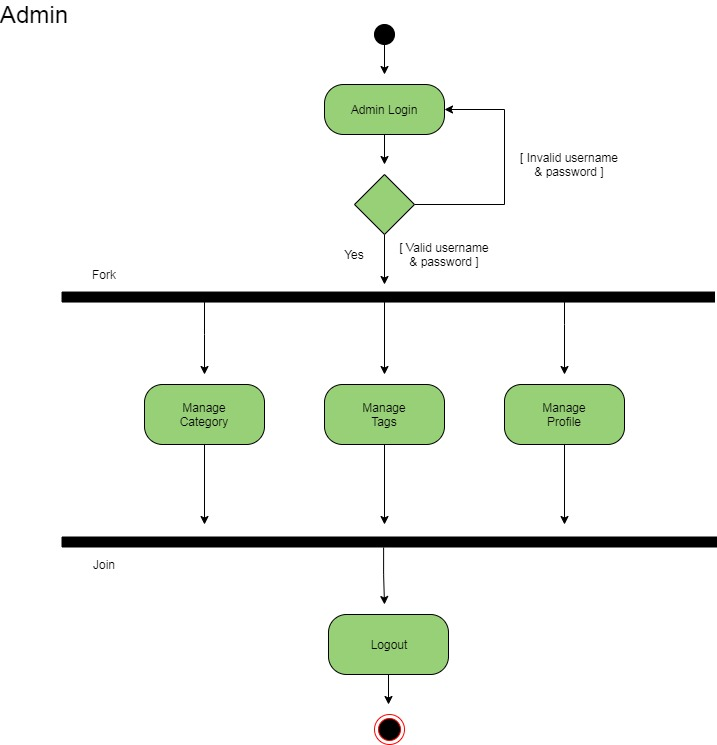 Admin
Admin Login
[ Invalid username
& password ]
Yes
[ Valid username
& password ]
Fork
Manage
Category
Manage
Tags
Manage
Profile
Join
Logout